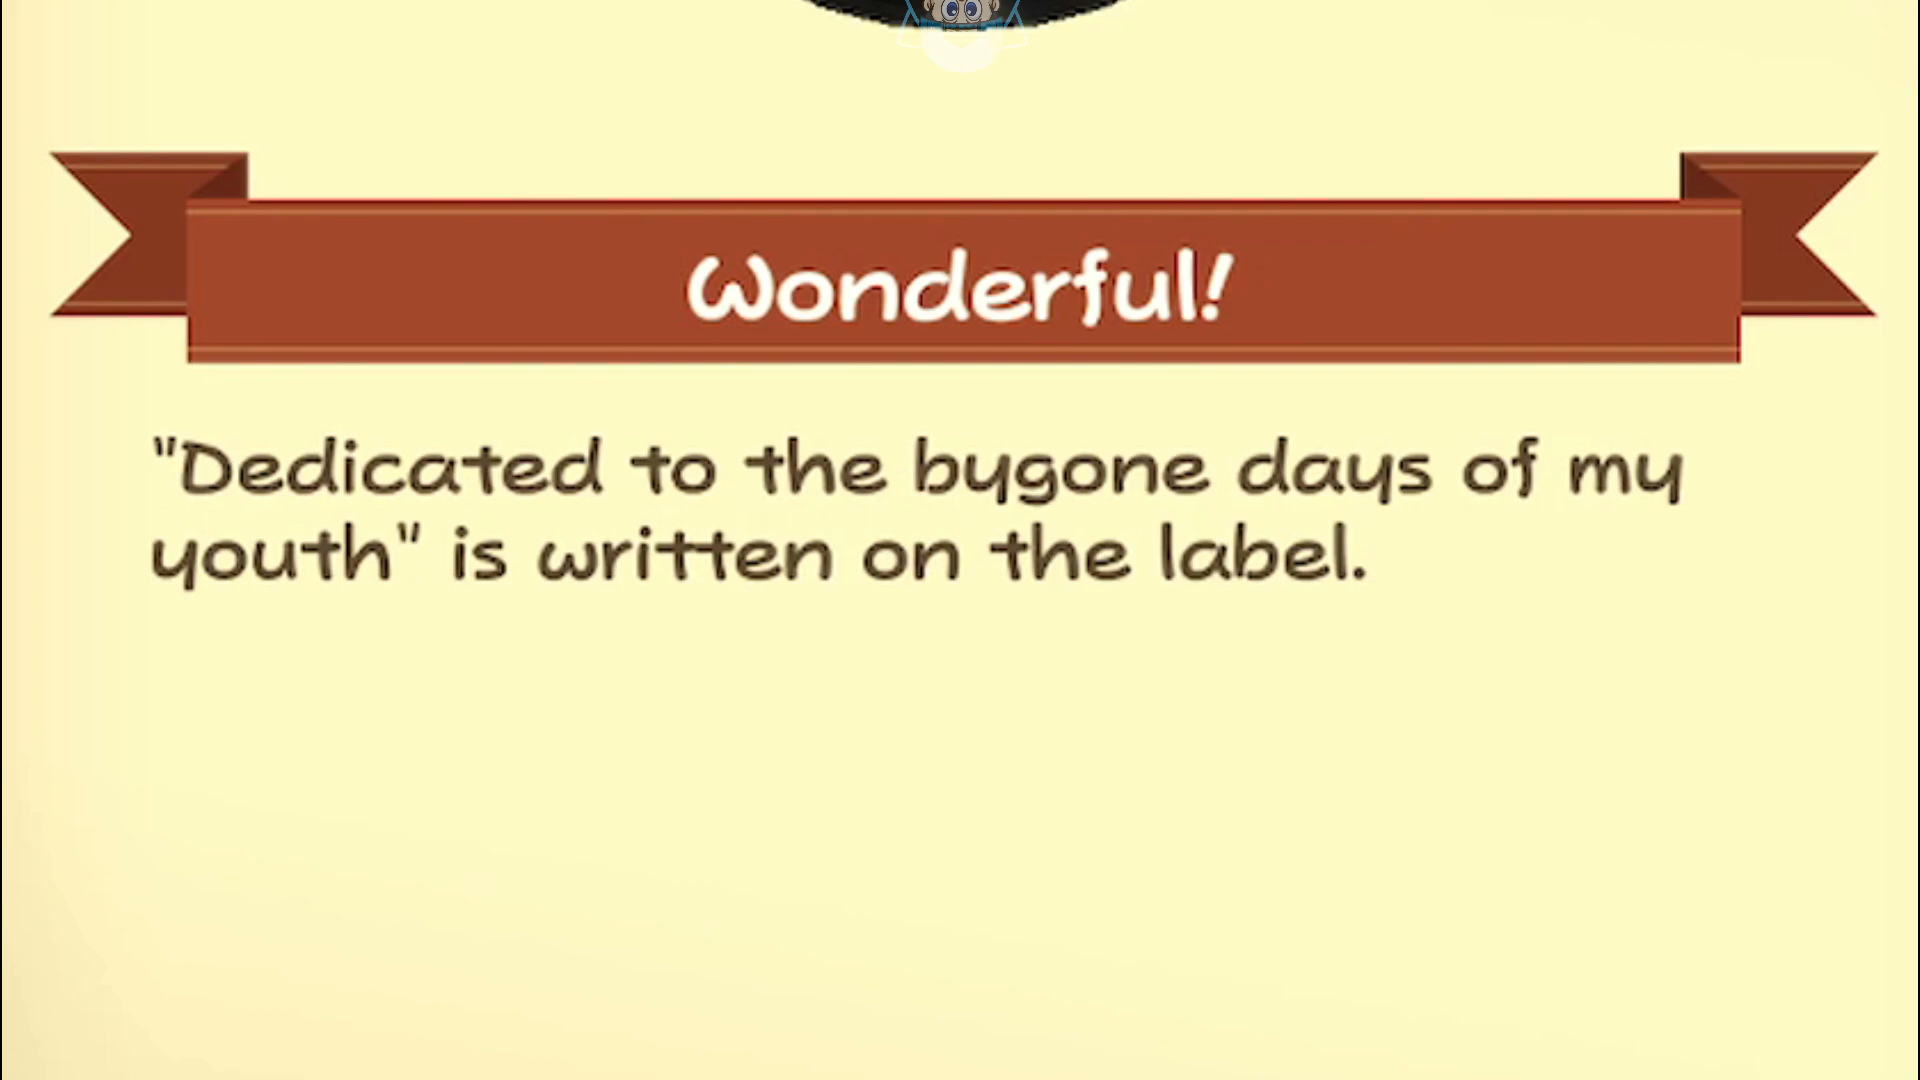 Wonderful!
"Dedicated to the bygone days of my
youth" is written on the label.